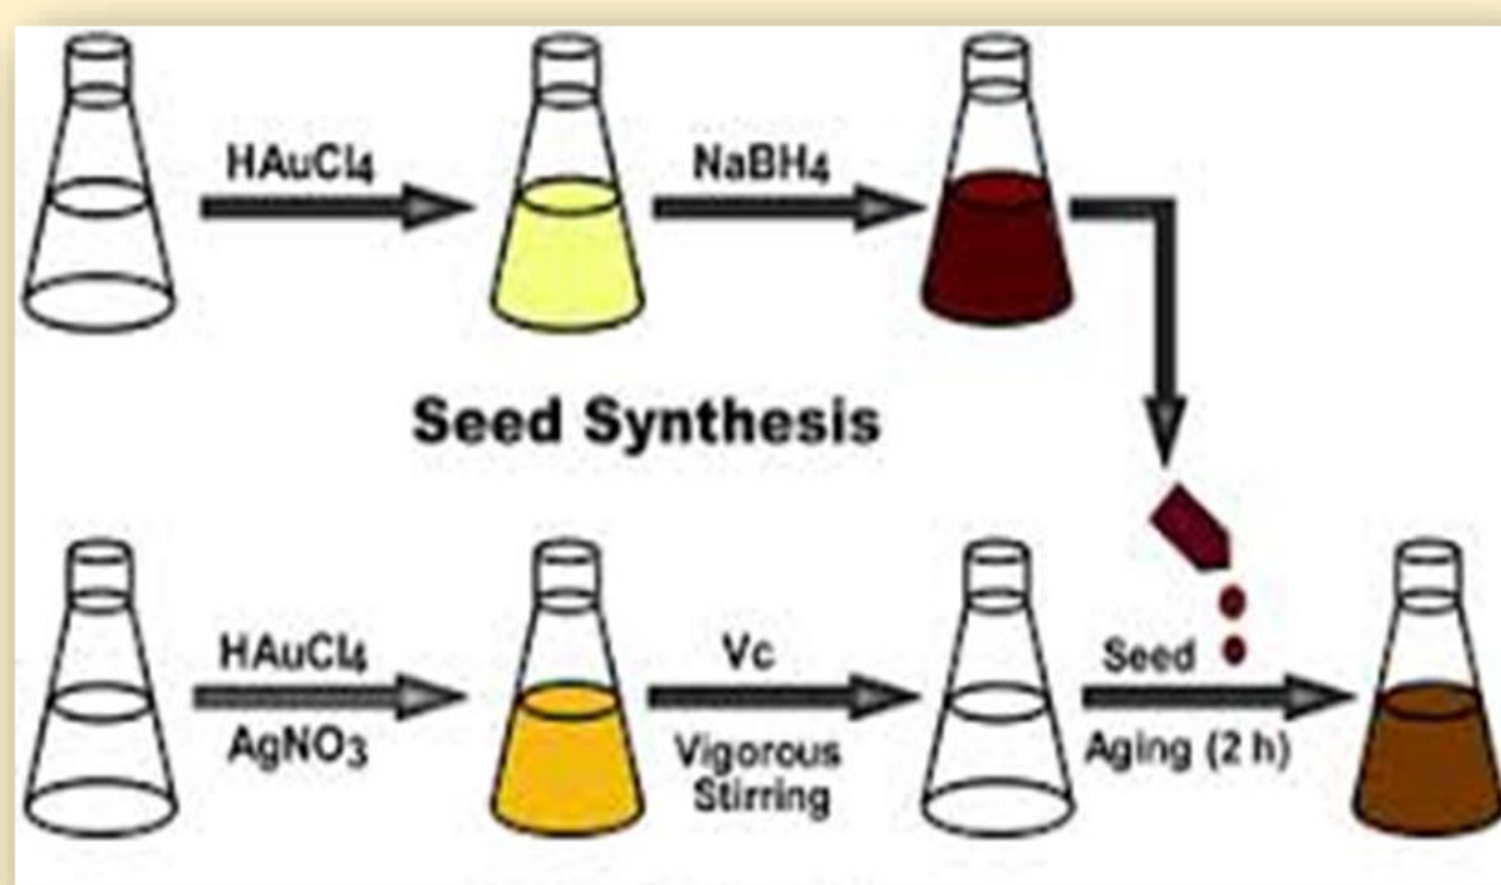 HAuCl4
NaBH4
Seed Synthesis
HAuCl4
AgNO3
Vc
Vigorous
Stirring
Seed
Aging (2 h)